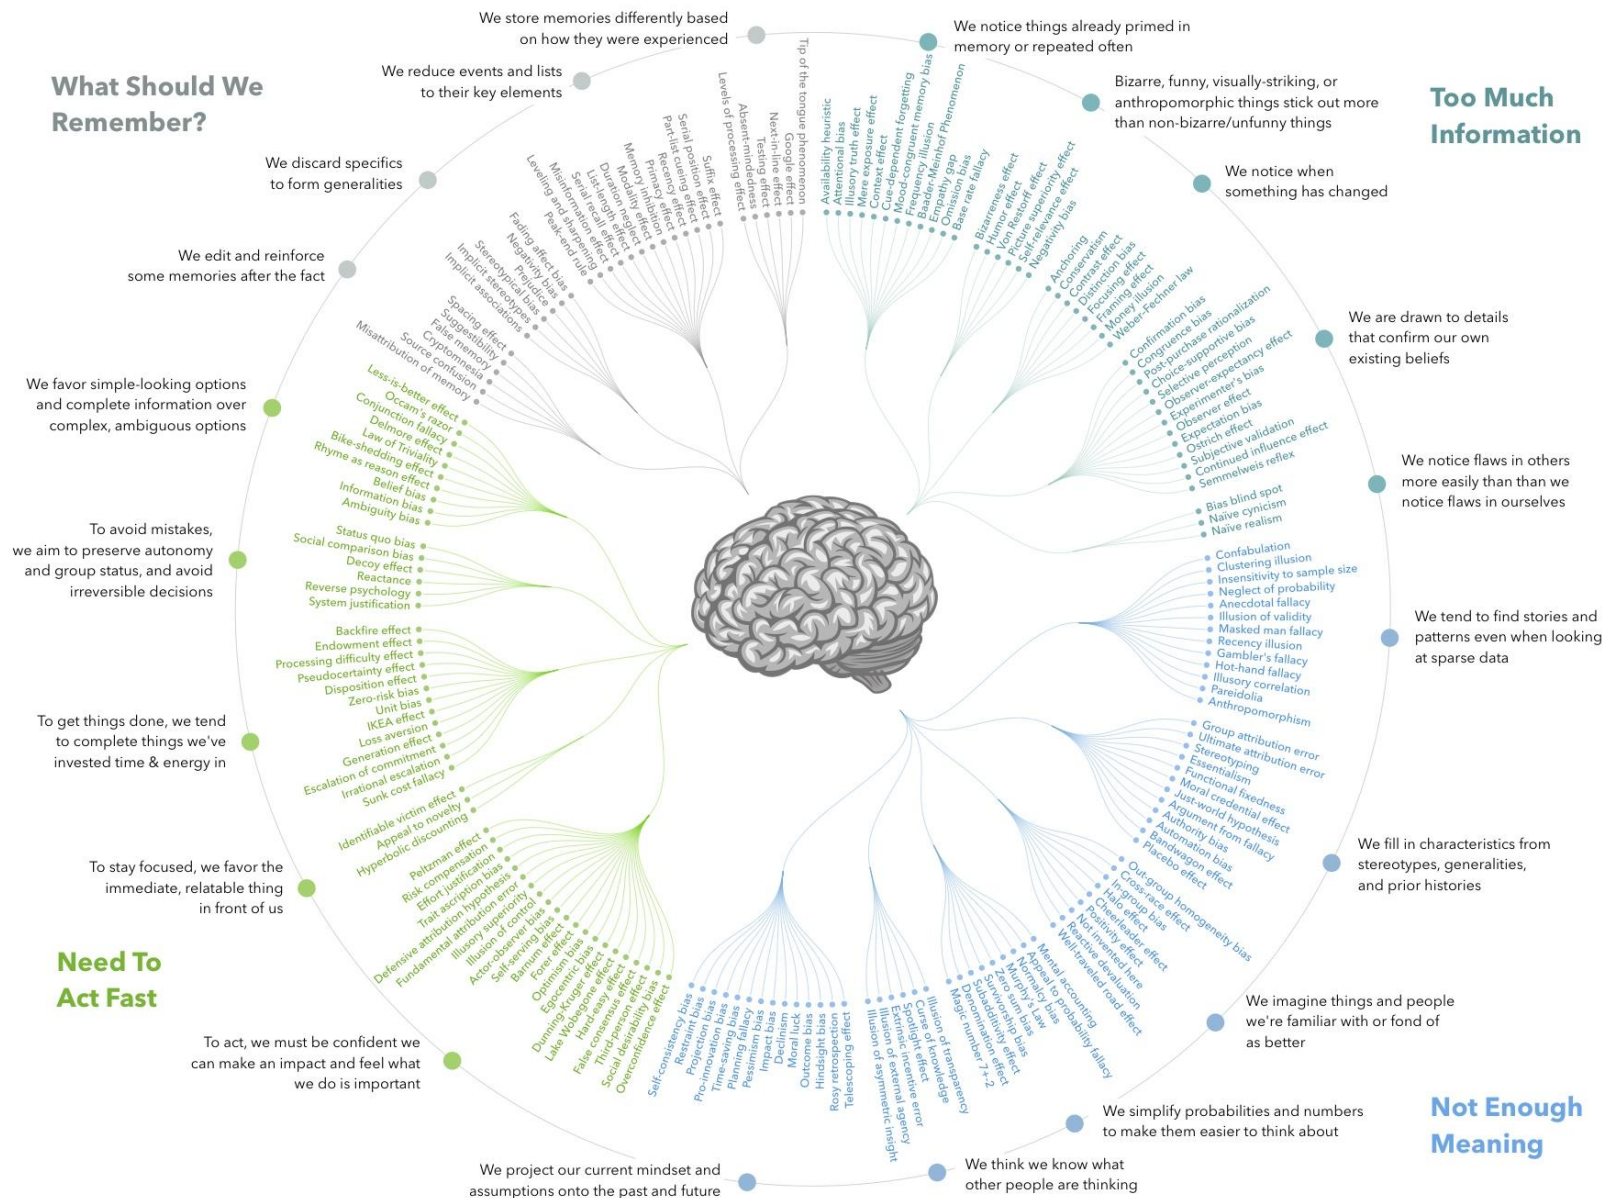 We store memories differently based
on how they were experienced
We reduce events and lists
to their key elements
We discard specifics
to form generalities
We edit and reinforce
some memories after the fact
What Should We
Remember?
Tip of the tongue phenomenon
Google effect
Next-in-line effect
Testing effect
Absent-mindedness
Levels of processing effect
Suffix effect
Serial position effect
Part-list cueing effect
Recency effect
Primacy effect
Memory inhibition
Modality effect
Duration neglect
List-length effect
Serial recall effect
Misinformation effect
Leveling and sharpening
Peak-end rule
Fading affect bias
Negativity bias
Prejudice
Stereotypical bias
Implicit stereotypes
Implicit associations
Spacing effect
Suggestibility
False memory
Cryptomnesia
Source confusion
Misattribution of memory
Too Much
Information
We notice things already primed in
memory or repeated often
Bizarre, funny, visually-striking, or
anthropomorphic things stick out more
than non-bizarre/unfunny things
We notice when
something has changed
We are drawn to details
that confirm our own
existing beliefs
We notice flaws in others
more easily than than we
notice flaws in ourselves
Availability heuristic
Attentional bias
Illusory truth effect
Mere exposure effect
Context effect
Cue-dependent forgetting
Mood-congruent memory bias
Frequency illusion
Baader-Meinhof Phenomenon
Empathy gap
Omission bias
Base rate fallacy
Bizarreness effect
Humor effect
Von Restorff effect
Picture superiority effect
Self-relevance effect
Negativity bias
Anchoring
Conservatism
Contrast effect
Distinction bias
Focusing effect
Framing effect
Money illusion
Weber-Fechner law
Confirmation bias
Congruence bias
Post-purchase rationalization
Choice-supportive bias
Selective perception
Observer-expectancy effect
Experimenter's bias
Observer effect
Expectation bias
Ostrich effect
Subjective validation
Continued influence effect
Semmelweis reflex
Bias blind spot
Naïve cynicism
Naïve realism
We tend to find stories and
patterns even when looking
at sparse data
We fill in characteristics from
stereotypes, generalities,
and prior histories
We imagine things and people
we're familiar with or fond of
as better
We simplify probabilities and numbers
to make them easier to think about
We think we know what
other people are thinking
We project our current mindset and
assumptions onto the past and future
Not Enough
Meaning
Confabulation
Clustering illusion
Insensitivity to sample size
Neglect of probability
Anecdotal fallacy
Illusion of validity
Masked man fallacy
Recency illusion
Gambler's fallacy
Hot-hand fallacy
Illusory correlation
Pareidolia
Anthropomorphism
Group attribution error
Ultimate attribution error
Stereotyping
Essentialism
Functional fixedness
Moral credential effect
Just-world hypothesis
Argument from fallacy
Authority bias
Automation bias
Bandwagon effect
Placebo effect
Out-group homogeneity bias
Cross-race effect
In-group bias
Halo effect
Cheerleader effect
Positivity effect
Not invented here
Reactive devaluation
Well-traveled road effect
Mental accounting
Appeal to probability fallacy
Normalcy bias
Murphy's Law
Zero sum bias
Survivorship bias
Subadditivity effect
Denomination effect
Magic number 7+-2
Illusion of transparency
Curse of knowledge
Spotlight effect
Extrinsic incentive error
Illusion of external agency
Illusion of asymmetric insight
Telescoping effect
Rosy retrospection
Hindsight bias
Outcome bias
Moral luck
Declinism
Impact bias
Pessimism bias
Planning fallacy
Time-saving bias
Pro-innovation bias
Projection bias
Restraint bias
Self-consistency bias
We favor simple-looking options
and complete information over
complex, ambiguous options
To avoid mistakes,
we aim to preserve autonomy
and group status, and avoid
irreversible decisions
To get things done, we tend
to complete things we've
invested time & energy in
To stay focused, we favor the
immediate, relatable thing
in front of us
To act, we must be confident we
can make an impact and feel what
we do is important
Need To
Act Fast
Less-is-better effect
Occam's razor
Conjunction fallacy
Delmore effect
Law of Triviality
Bike-shedding effect
Rhyme as reason effect
Belief bias
Information bias
Ambiguity bias
Status quo bias
Social comparison bias
Decoy effect
Reactance
Reverse psychology
System justification
Backfire effect
Endowment effect
Processing difficulty effect
Pseudocertainty effect
Disposition effect
Zero-risk bias
Unit bias
IKEA effect
Loss aversion
Generation effect
Escalation of commitment
Irrational escalation
Sunk cost fallacy
Identifiable victim effect
Appeal to novelty
Hyperbolic discounting
Peltzman effect
Risk compensation
Effort justification
Trait ascription bias
Defensive attribution hypothesis
Fundamental attribution error
Illusory superiority
Illusion of control
Actor-observer bias
Self-serving bias
Barnum effect
Forer effect
Optimism bias
Egocentric bias
Dunning-Kruger effect
Lake Wobegone effect
Hard-easy effect
False consensus effect
Third-person effect
Social desirability bias
Overconfidence effect